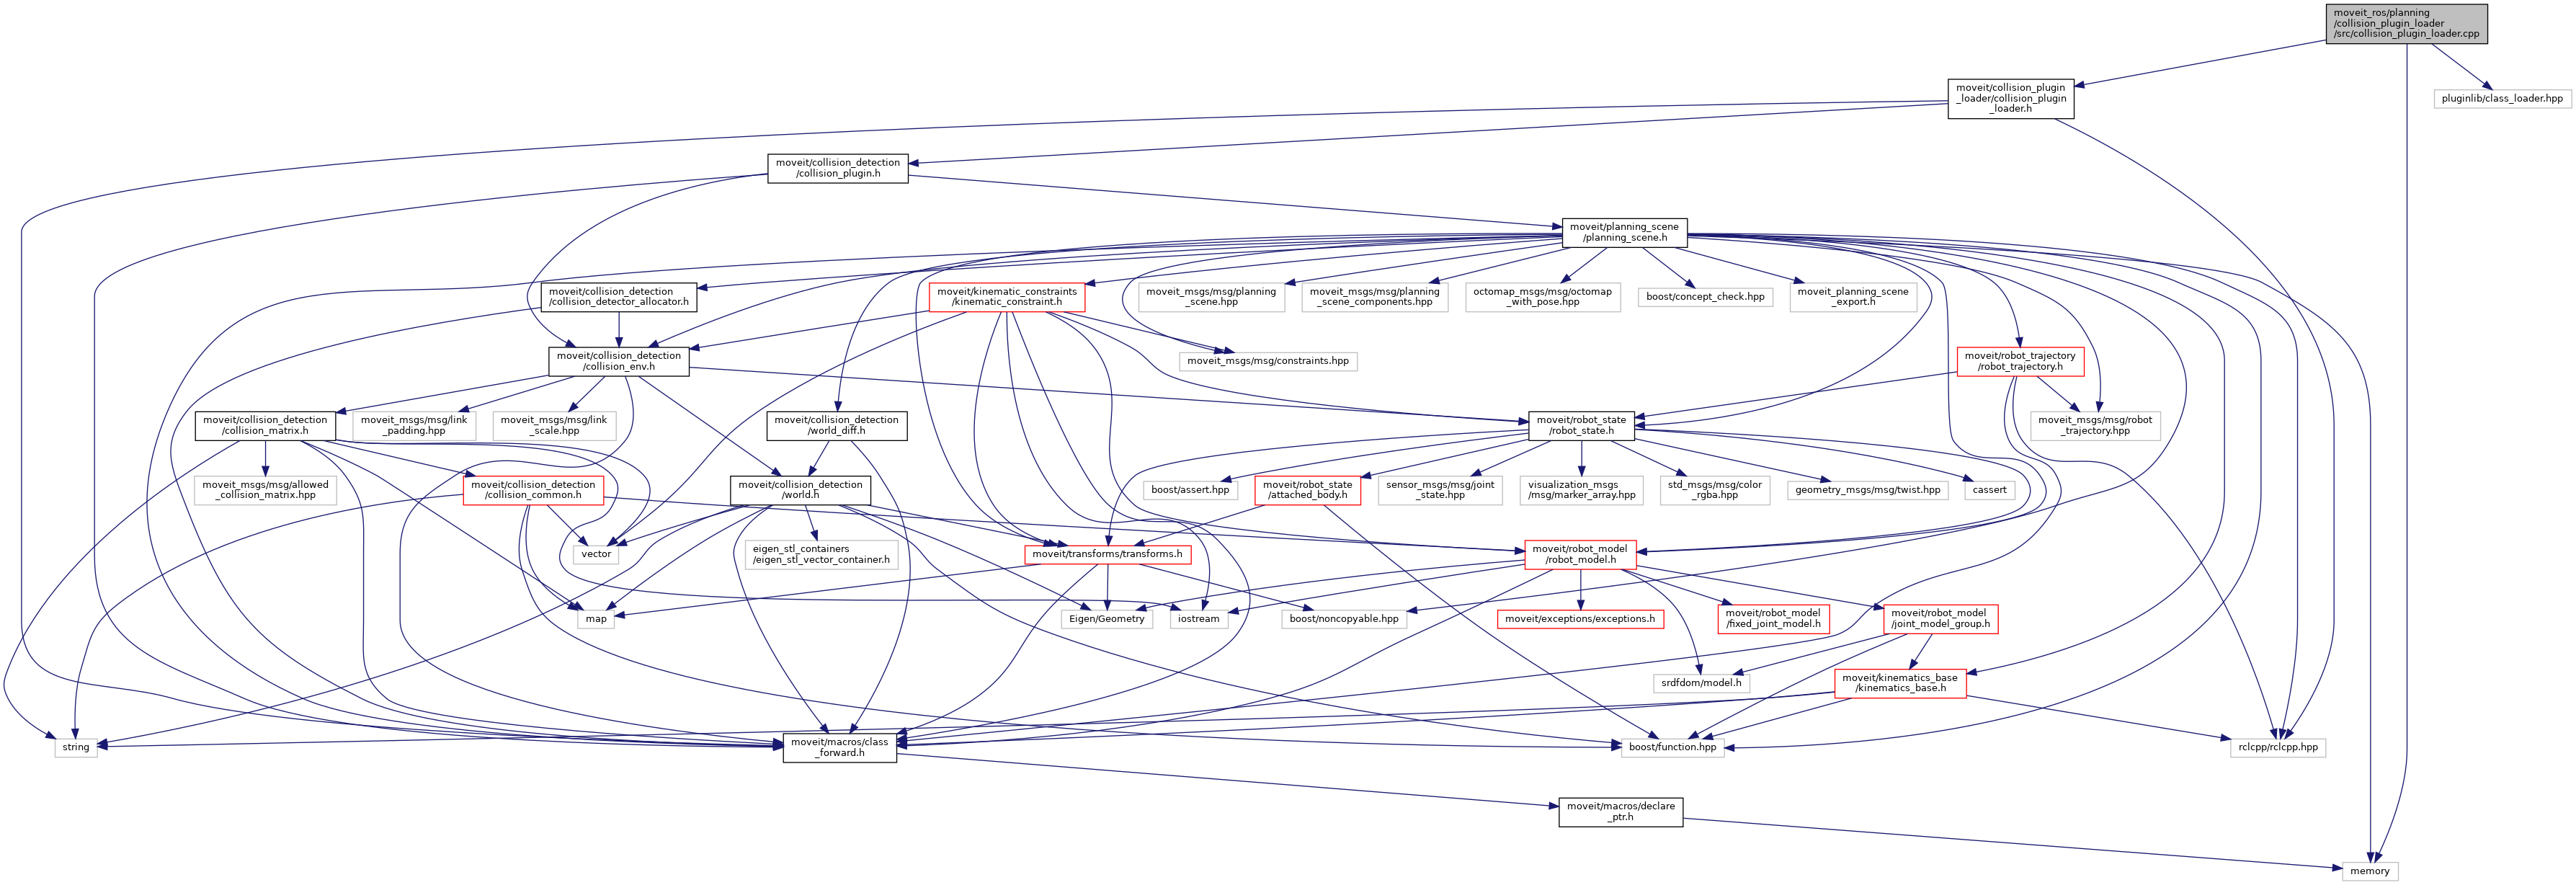 moveit_ros/planning
/collision_plugin_loader
/src/collision_plugin_loader.cpp
moveit/collision_plugin
_loader/collision_plugin
_loader.h
pluginlib/class_loader.hpp
moveit/collision_detection
/collision_plugin.h
moveit/planning_scene
/planning_scene.h
moveit/collision_detection
/collision_detector_allocator.h
moveit/kinematic_constraints
/kinematic_constraint.h
moveit_msgs/msg/planning
_scene.hpp
moveit_msgs/msg/planning
_scene_components.hpp
octomap_msgs/msg/octomap
_with_pose.hpp
boost/concept_check.hpp
moveit_planning_scene
_export.h
moveit/collision_detection
/collision_env.h
moveit_msgs/msg/constraints.hpp
moveit/robot_trajectory
/robot_trajectory.h
moveit/collision_detection
/collision_matrix.h
moveit_msgs/msg/link
_padding.hpp
moveit_msgs/msg/link
_scale.hpp
moveit/collision_detection
/world_diff.h
moveit/robot_state
/robot_state.h
moveit_msgs/msg/robot
_trajectory.hpp
moveit_msgs/msg/allowed
_collision_matrix.hpp
moveit/collision_detection
/collision_common.h
moveit/collision_detection
/world.h
boost/assert.hpp
moveit/robot_state
/attached_body.h
sensor_msgs/msg/joint
_state.hpp
visualization_msgs
/msg/marker_array.hpp
std_msgs/msg/color
_rgba.hpp
geometry_msgs/msg/twist.hpp
cassert
vector
eigen_stl_containers
/eigen_stl_vector_container.h
moveit/transforms/transforms.h
moveit/robot_model
/robot_model.h
map
Eigen/Geometry
iostream
boost/noncopyable.hpp
moveit/exceptions/exceptions.h
moveit/robot_model
/fixed_joint_model.h
moveit/robot_model
/joint_model_group.h
srdfdom/model.h
moveit/kinematics_base
/kinematics_base.h
string
moveit/macros/class
_forward.h
boost/function.hpp
rclcpp/rclcpp.hpp
moveit/macros/declare
_ptr.h
memory